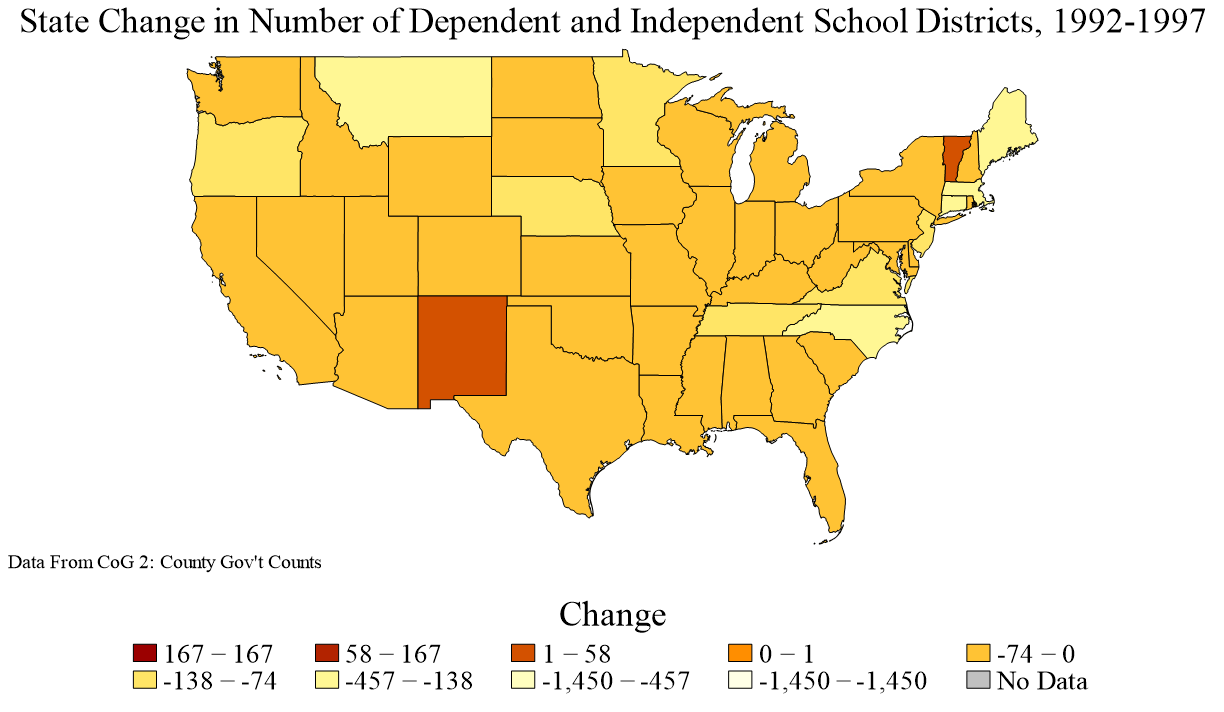 State Change in Number of Dependent and Independent School Districts, 1992-1997
Data From CoG 2: County Gov't Counts
Change
167 – 167 58 – 167 1 – 58 0 – 1 -74 – 0
-138 – -74 -457 – -138 -1,450 – -457 -1,450 – -1,450 No Data